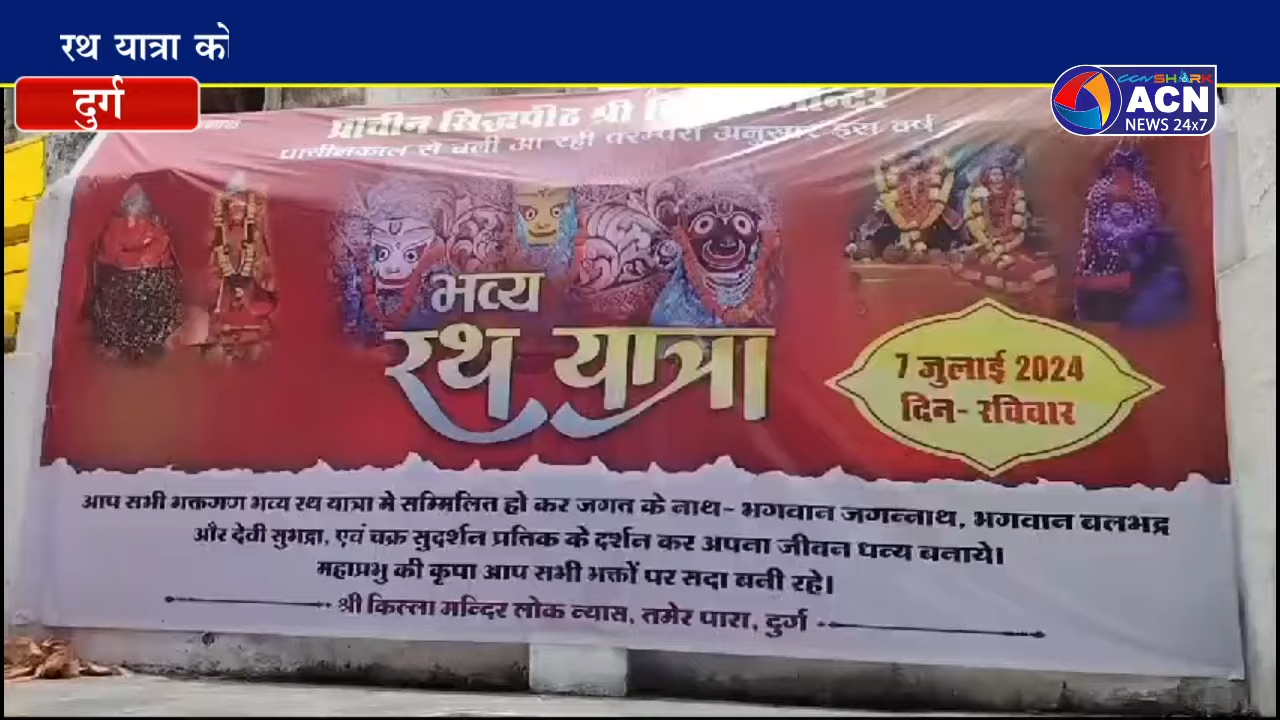 रथ यात्रा को
दुर्ग
CCN SHARK
ACN
NEWS 24x7
प्राचीन सिद्धपीठ श्री
प्राचीनकाल से चली आ रही परम्परा अनुसार इस वर्ष
भव्य
रथ यात्रा
7 जुलाई 2024
दिन- रविवार
आप सभी भक्तगण भव्य रथ यात्रा मे सम्मिलित हो कर जगत के नाथ- भगवान जगन्नाथ, भगवान बलभद्र
और देवी सुभद्रा, एवं चक्र सुदर्शन प्रतिक के दर्शन कर अपना जीवन धन्य बनाये।
महाप्रभु की कृपा आप सभी भक्तों पर सदा बनी रहे।
श्री किल्ला मन्दिर लोक न्यास, तमेर पारा, दुर्ग